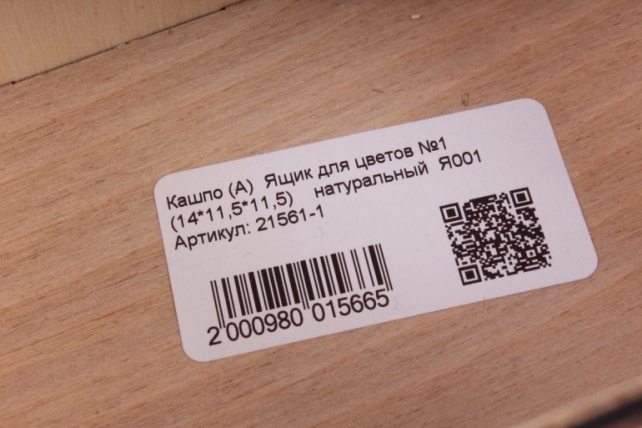 Кашпо (А) Ящик для цветов №1
(14*11,5*11,5) натуральный Я001
Артикул: 21561-1
2 000980 015665